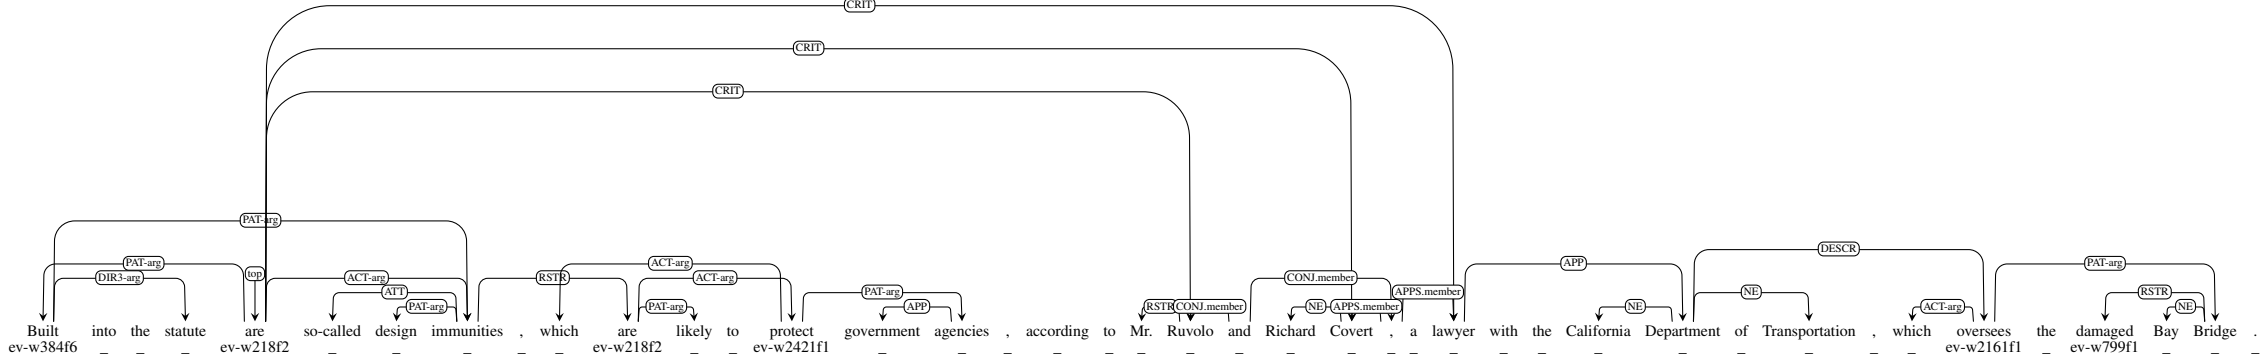 CRIT
CRIT
CRIT
PAT-arg
DESCR
PAT-arg ACT-arg APP PAT-arg
DIR3-arg top ACT-arg RSTR ACT-arg CONJ.member
ATT PAT-arg APPS.member NE RSTR
PAT-arg PAT-arg APP RSTR CONJ.member NE APPS.member NE ACT-arg NE
Built into the statute are so-called design immunities , which are likely to protect government agencies , according to Mr. Ruvolo and Richard Covert , a lawyer with the California Department of Transportation , which oversees the damaged Bay Bridge .
ev-w384f6 _ _ _ ev-w218f2 _ _ _ _ _ ev-w218f2 _ _ ev-w2421f1 _ _ _ _ _ _ _ _ _ _ _ _ _ _ _ _ _ _ _ _ _ ev-w2161f1 _ ev-w799f1 _ _ _